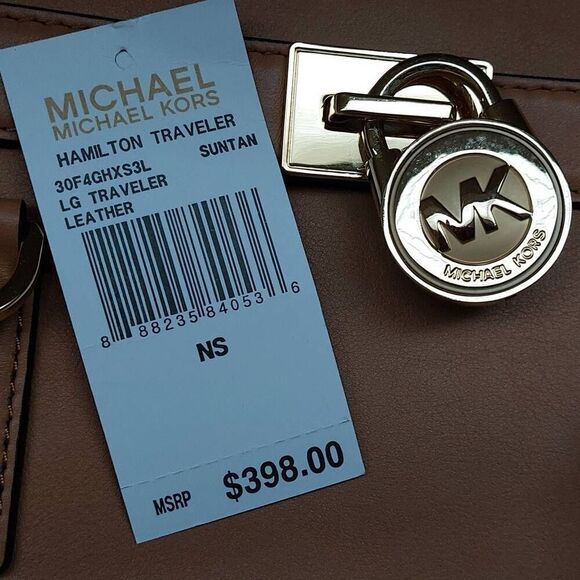 MICHAEL
MICHAEL KORS
HAMILTON TRAVELER
30F4GHXS3L SUNTAN
LG TRAVELER
LEATHER
8 88235 84053 6
NS
MSRP $398.00
MK
MICHAEL KORS